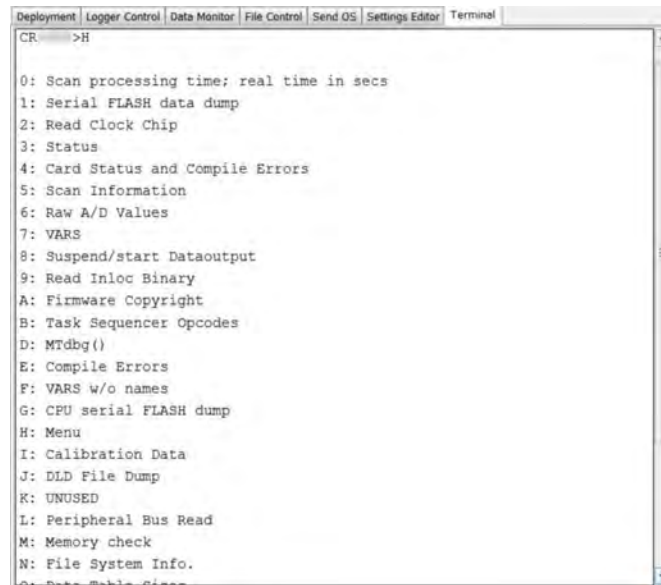 Deployment Logger Control Data Monitor File Control Send OS Settings Editor Terminal
CR >H
0: Scan processing time; real time in secs
1: Serial FLASH data dump
2: Read Clock Chip
3: Status
4: Card Status and Compile Errors
5: Scan Information
6: Raw A/D Values
7: VARS
8: Suspend/start Dataoutput
9: Read Inloc Binary
A: Firmware Copyright
B: Task Sequencer Opcodes
D: MTdbg()
E: Compile Errors
F: VARS w/o names
G: CPU serial FLASH dump
H: Menu
I: Calibration Data
J: DLD File Dump
K: UNUSED
L: Peripheral Bus Read
M: Memory check
N: File System Info.
O: Data Table Sizes